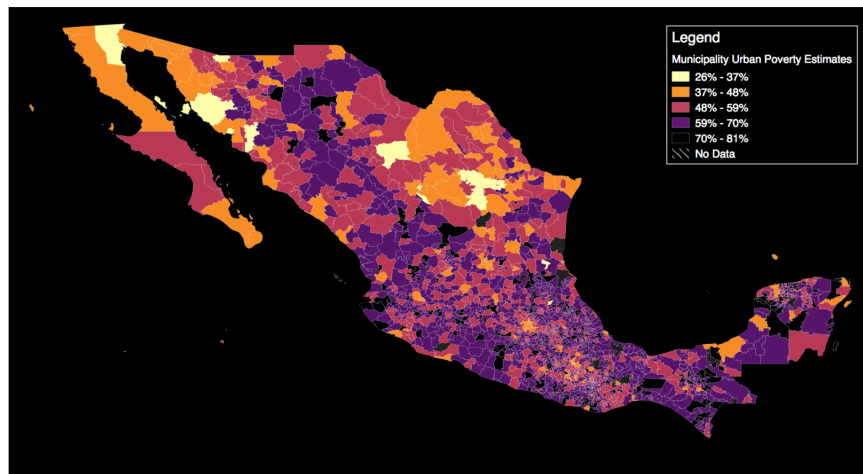 Legend
Municipality Urban Poverty Estimates
26% - 37%
37% - 48%
48% - 59%
59% - 70%
70% - 81%
No Data